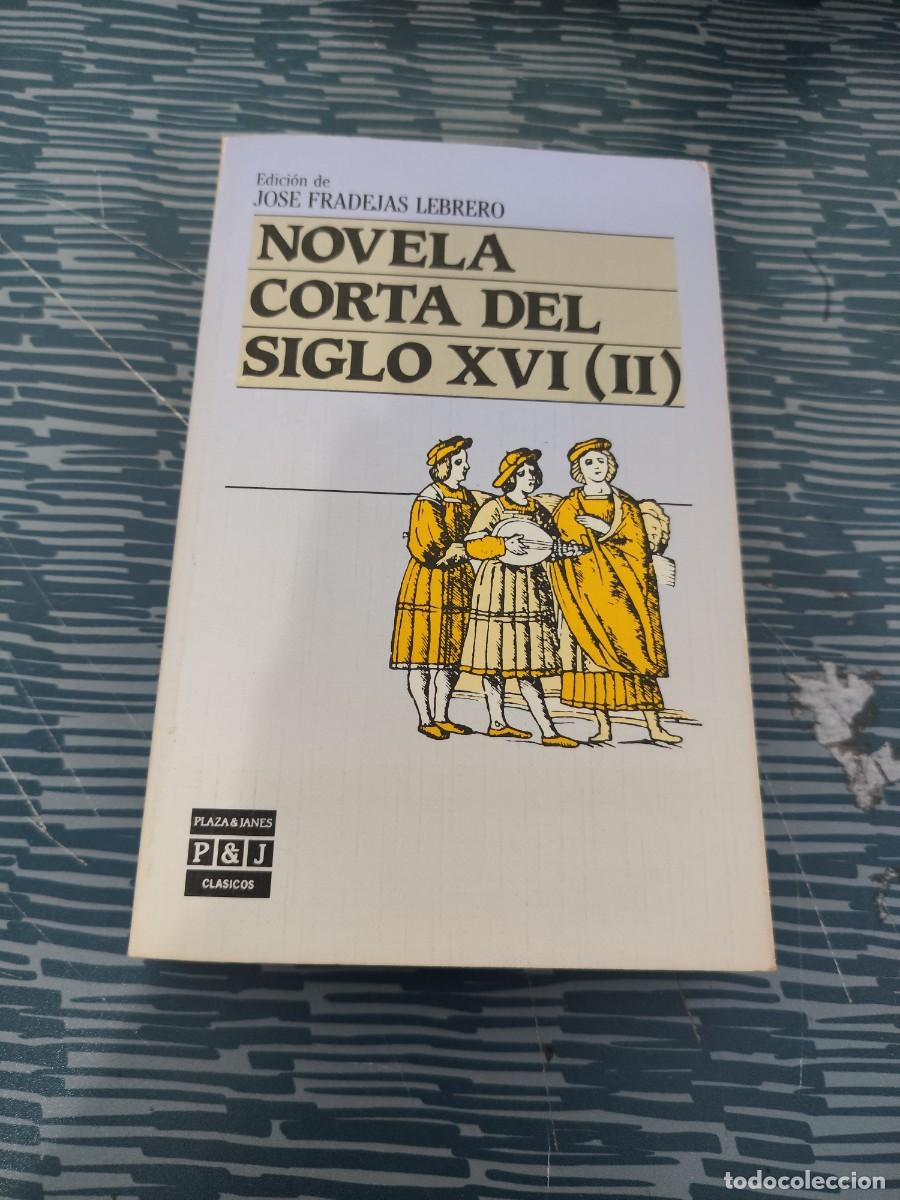 Edición de
JOSE FRADEJAS LEBRERO
NOVELA
CORTA DEL
SIGLO XVI (II)
PLAZA & JANES
P & J
CLASICOS
todocoleccion